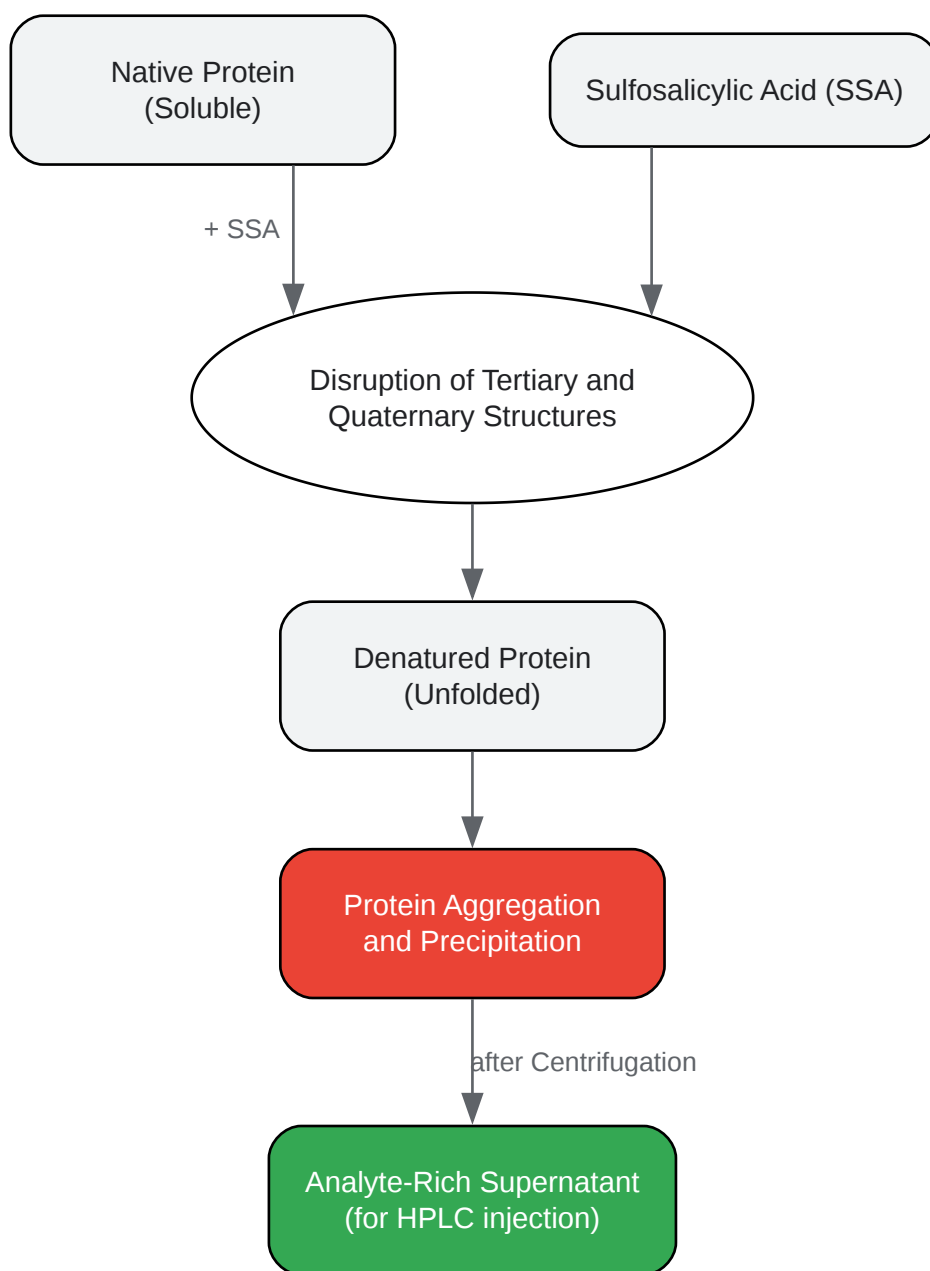 Native Protein
(Soluble)
Sulfosalicylic Acid (SSA)
+ SSA
Disruption of Tertiary and
Quaternary Structures
Denatured Protein
(Unfolded)
Protein Aggregation
and Precipitation
after Centrifugation
Analyte-Rich Supernatant
(for HPLC injection)